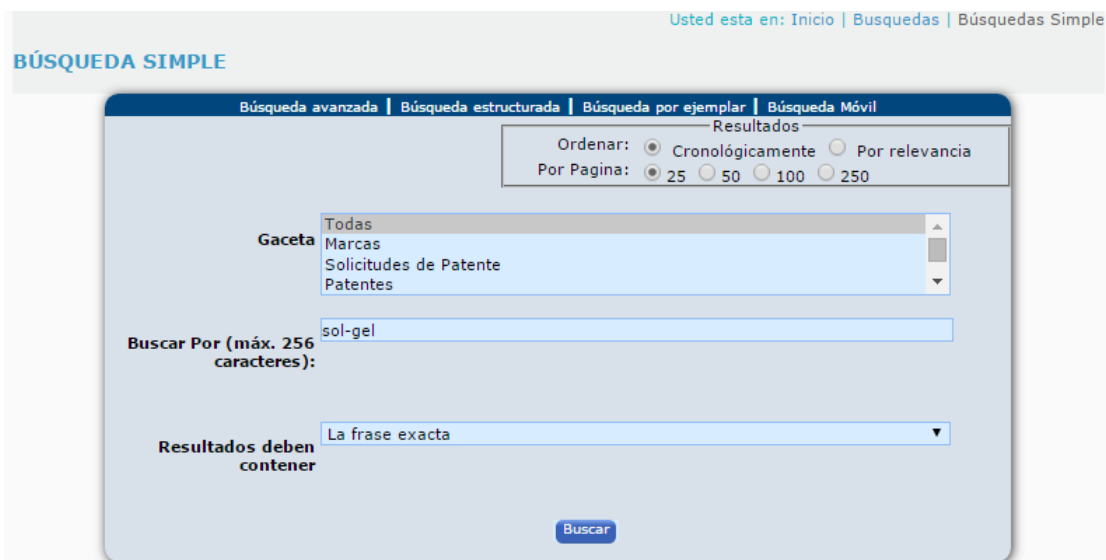 Usted esta en: Inicio | Busquedas | Búsquedas Simple
BÚSQUEDA SIMPLE
Búsqueda avanzada | Búsqueda estructurada | Búsqueda por ejemplar | Búsqueda Móvil
Resultados
Ordenar: Cronológicamente Por relevancia
Por Pagina: 25 50 100 250
Gaceta
Todas
Marcas
Solicitudes de Patente
Patentes
Buscar Por (máx. 256
caracteres):
sol-gel
Resultados deben
contener
La frase exacta
Buscar